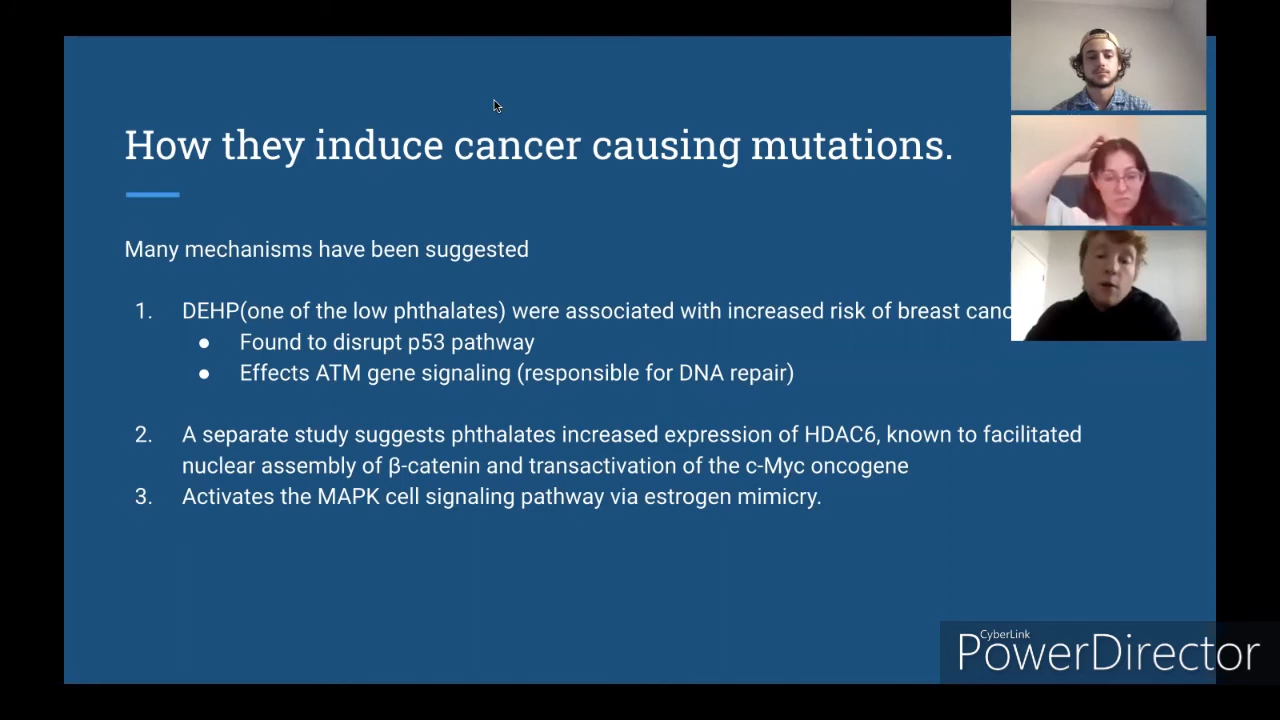 How they induce cancer causing mutations.
Many mechanisms have been suggested
1. DEHP(one of the low phthalates) were associated with increased risk of breast
● Found to disrupt p53 pathway
● Effects ATM gene signaling (responsible for DNA repair)
2. A separate study suggests phthalates increased expression of HDAC6, known to facilitated
nuclear assembly of β-catenin and transactivation of the c-Myc oncogene
3. Activates the MAPK cell signaling pathway via estrogen mimicry.
CyberLink
PowerDirector